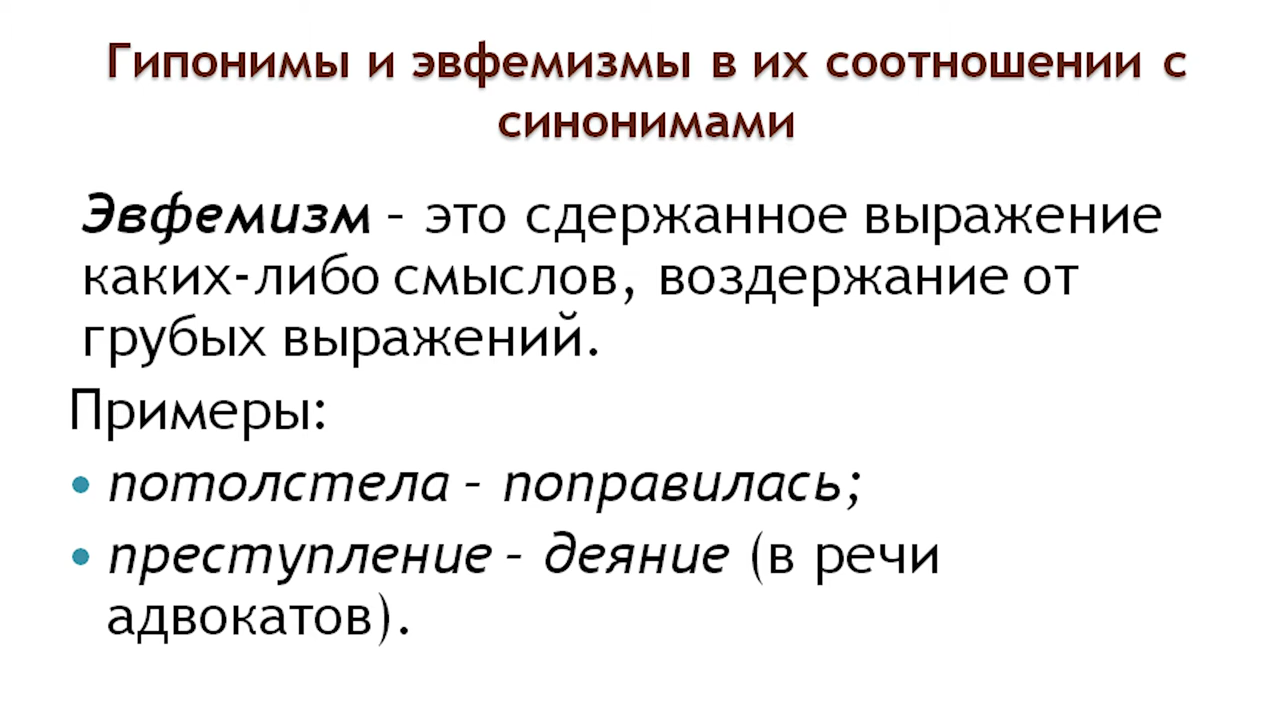 Гипонимы и эвфемизмы в их соотношении с
синонимами
Эвфемизм – это сдержанное выражение
каких-либо смыслов, воздержание от
грубых выражений.
Примеры:
• потолстела – поправилась;
• преступление – деяние (в речи
адвокатов).